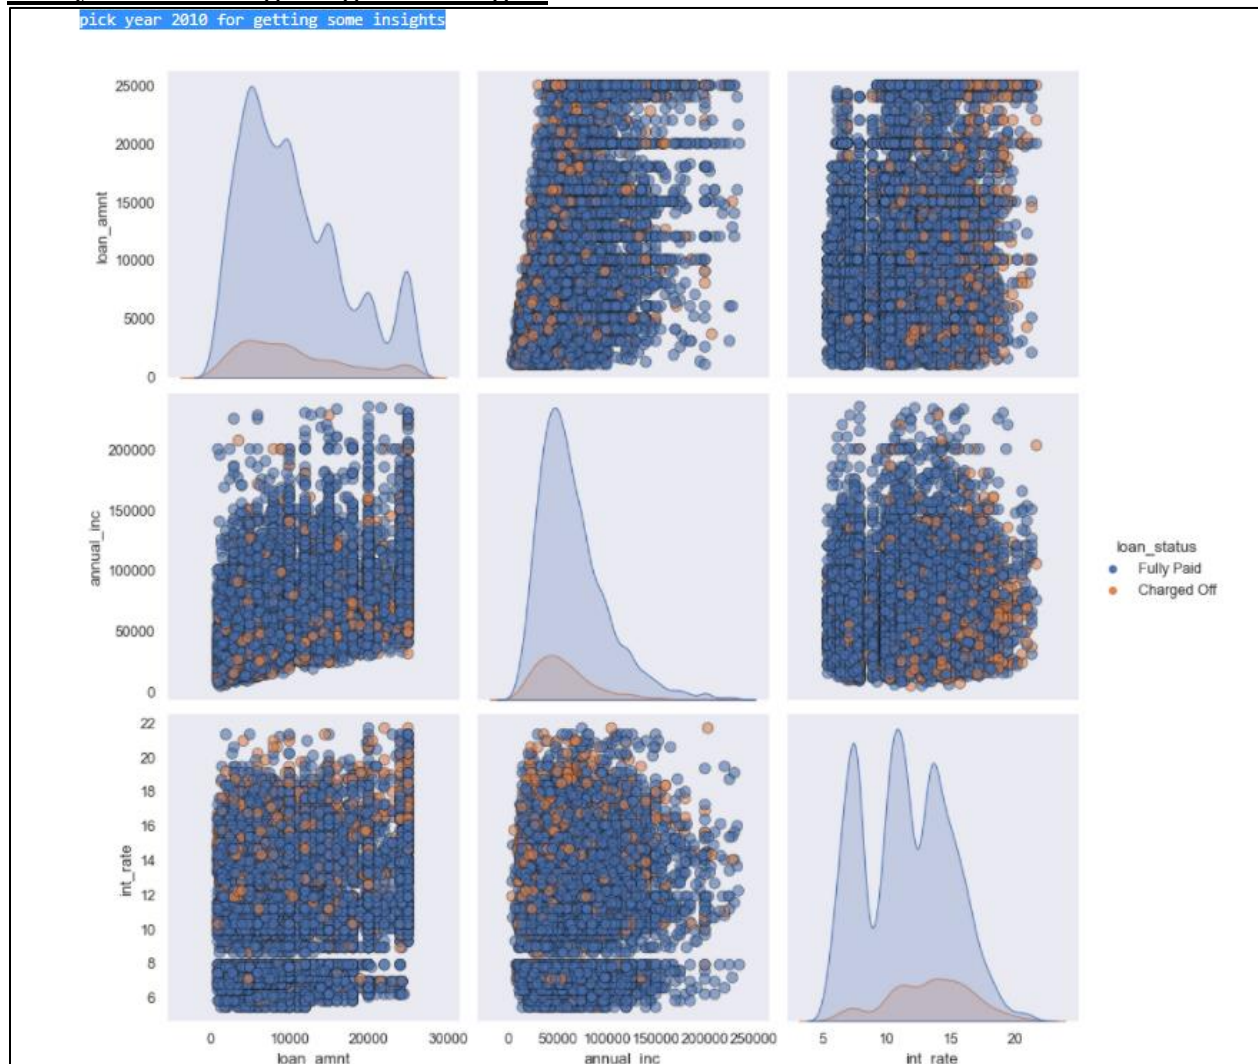 pick year 2010 for getting some insights
25000
20000
15000
10000
5000
0
loan_amnt
200000
150000
100000
50000
0
annual_inc
loan_status
Fully Paid
Charged Off
22
20
18
16
14
12
10
8
6
int_rate
0 10000 20000 30000
loan_amnt
0 50000 100000 150000 200000 250000
annual_inc
5 10 15 20
int_rate